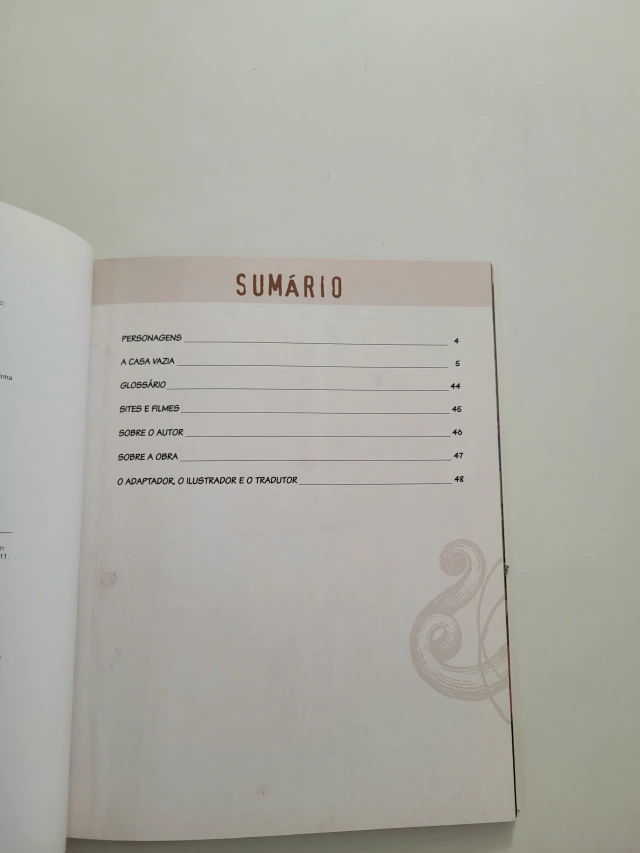 SUMÁRIO
PERSONAGENS 4
A CASA VAZIA 5
GLOSSÁRIO 44
SITES E FILMES 45
SOBRE O AUTOR 46
SOBRE A OBRA 47
O ADAPTADOR, O ILUSTRADOR E O TRADUTOR 48